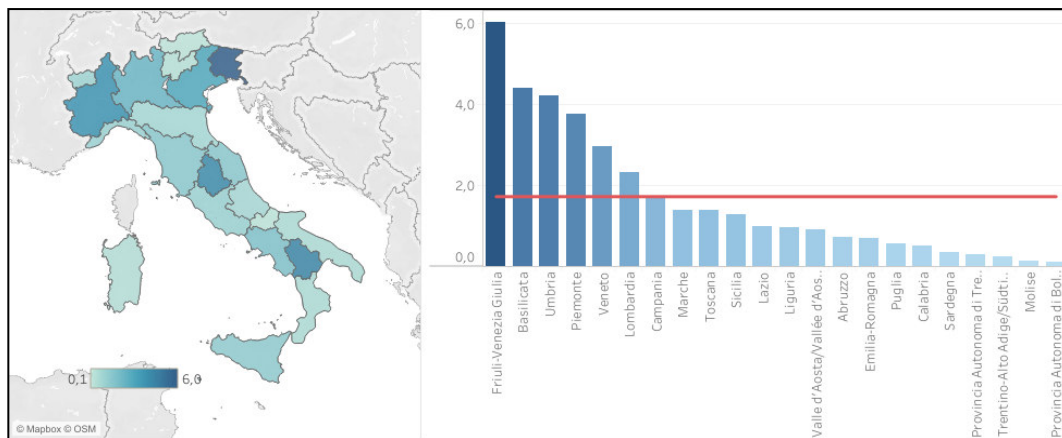 0,1
6,0
© Mapbox © OSM
6,0
4,0
2,0
0,0
Friuli-Venezia Giulia
Basilicata
Umbria
Piemonte
Veneto
Lombardia
Campania
Marche
Toscana
Sicilia
Lazio
Liguria
Valle d'Aosta/Vallée d'Aos..
Abruzzo
Emilia-Romagna
Puglia
Calabria
Sardegna
Provincia Autonoma di Tre..
Trentino-Alto Adige/Südti..
Molise
Provincia Autonoma di Bol..